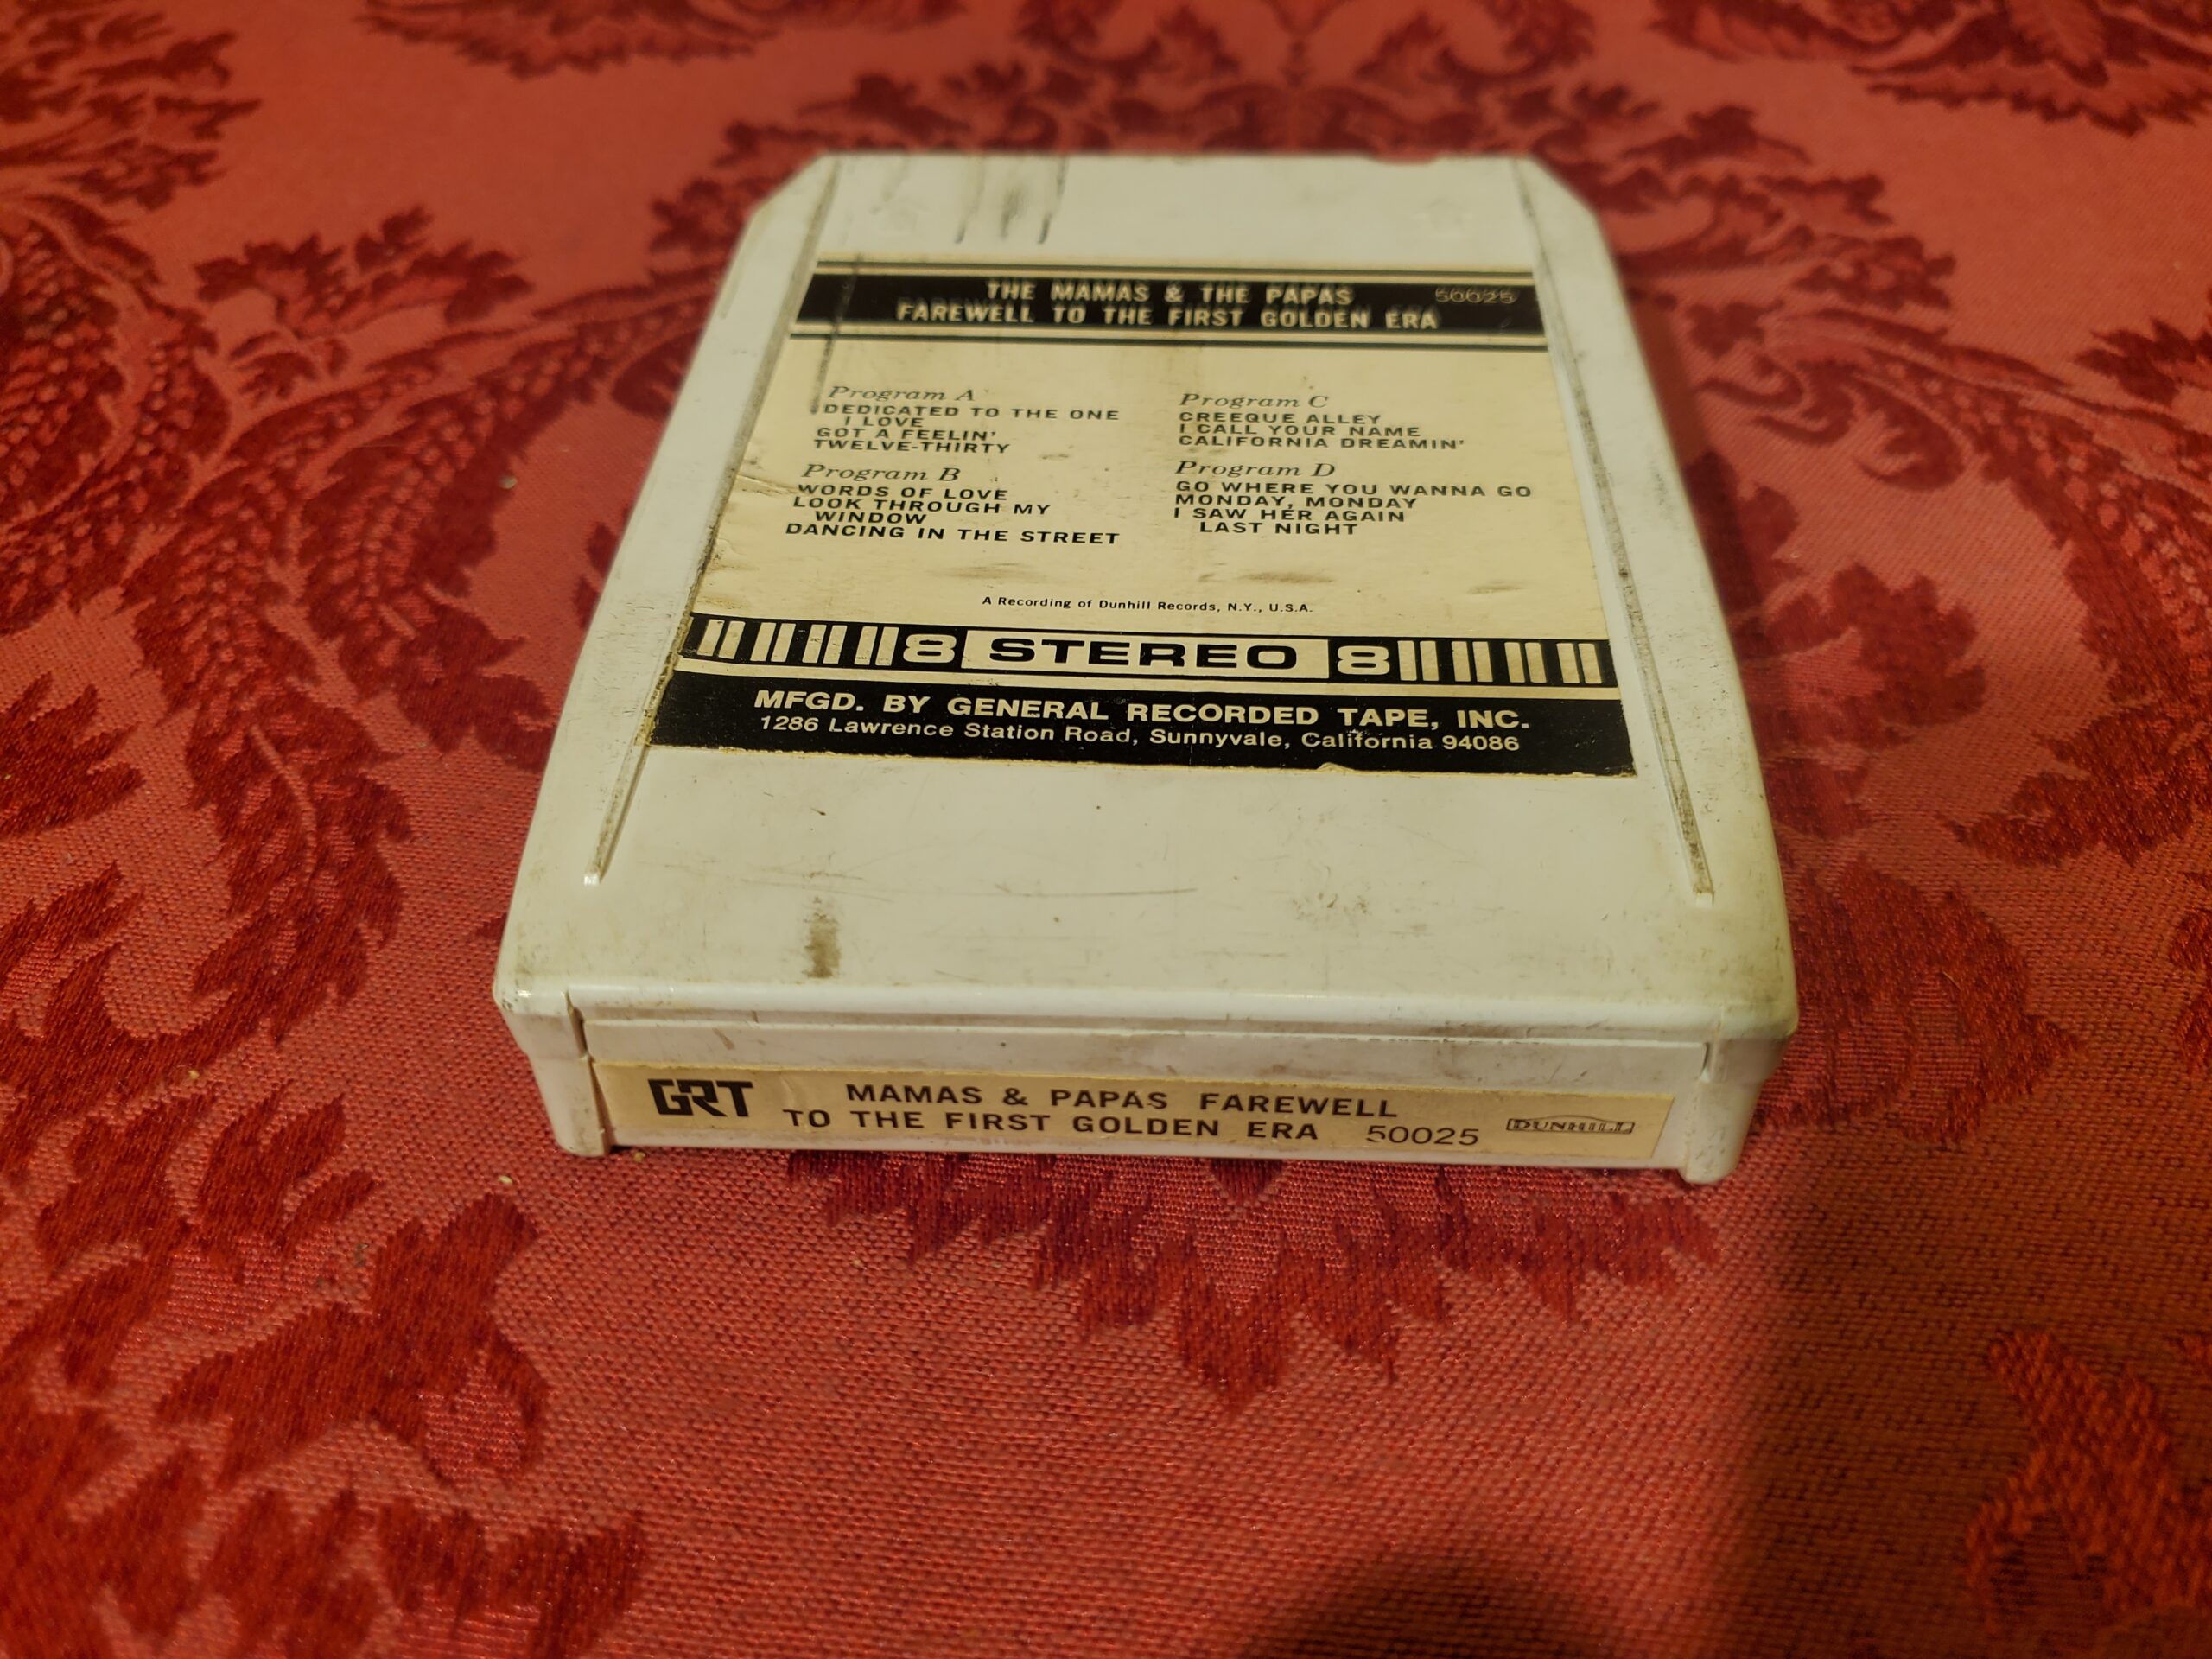 THE MAMAS & THE PAPAS 50025
FAREWELL TO THE FIRST GOLDEN ERA
Program A
DEDICATED TO THE ONE
I LOVE
GOT A FEELIN'
TWELVE-THIRTY
Program B
WORDS OF LOVE
LOOK THROUGH MY
WINDOW
DANCING IN THE STREET
Program C
CREEQUE ALLEY
I CALL YOUR NAME
CALIFORNIA DREAMIN'
Program D
GO WHERE YOU WANNA GO
MONDAY, MONDAY
I SAW HER AGAIN
LAST NIGHT
A Recording of Dunhill Records, N.Y., U.S.A.
8 STEREO 8
MFGD. BY GENERAL RECORDED TAPE, INC.
1286 Lawrence Station Road, Sunnyvale, California 94086
GRT MAMAS & PAPAS FAREWELL
TO THE FIRST GOLDEN ERA 50025 DUNHILL